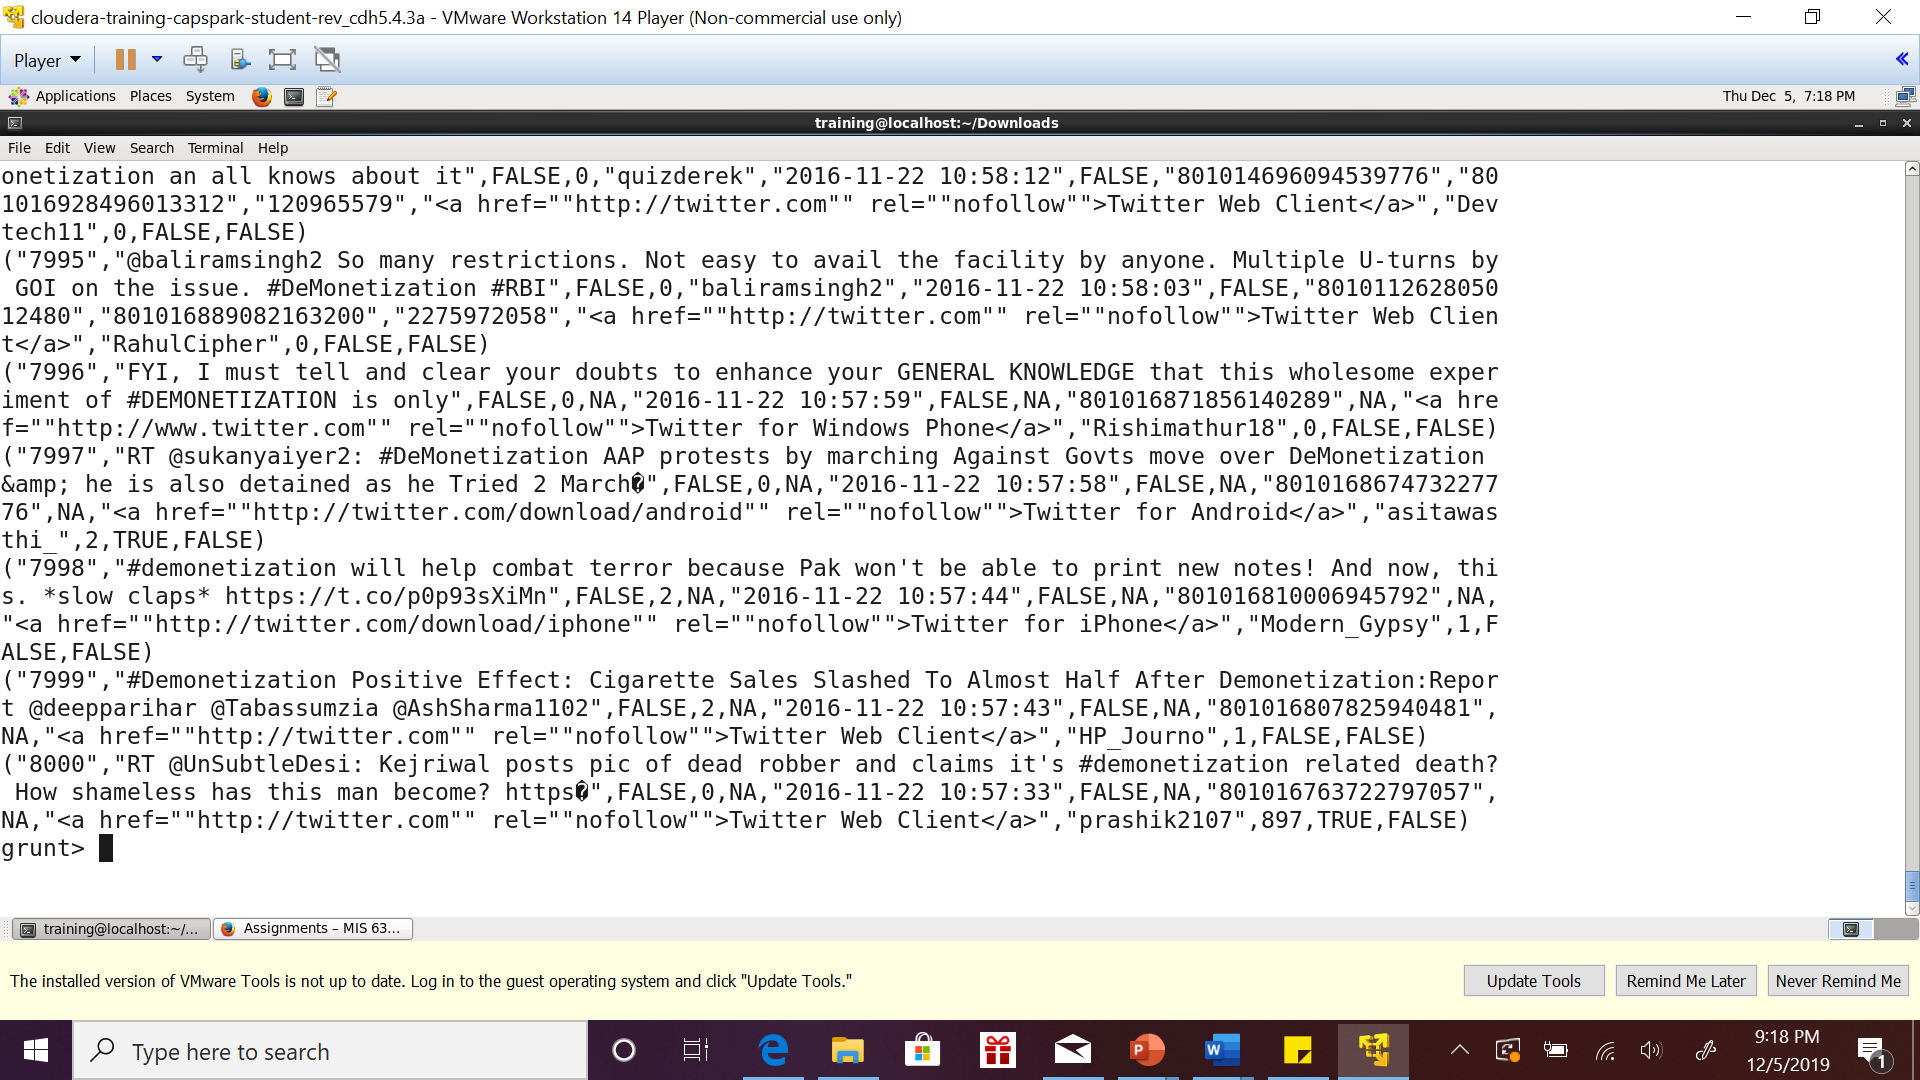 cloudera-training-capspark-student-rev_cdh5.4.3a - VMware Workstation 14 Player (Non-commercial use only)
Player
Applications Places System Thu Dec 5, 7:18 PM
training@localhost:~/Downloads
File Edit View Search Terminal Help
onetization an all knows about it",FALSE,0,"quizderek","2016-11-22 10:58:12",FALSE,"801014696094539776","80
1016928496013312","120965579","<a href=""http://twitter.com"" rel=""nofollow"">Twitter Web Client</a>","Dev
tech11",0,FALSE,FALSE)
("7995","@baliramsingh2 So many restrictions. Not easy to avail the facility by anyone. Multiple U-turns by
 GOI on the issue. #DeMonetization #RBI",FALSE,0,"baliramsingh2","2016-11-22 10:58:03",FALSE,"8010112628050
12480","801016889082163200","2275972058","<a href=""http://twitter.com"" rel=""nofollow"">Twitter Web Clien
t</a>","RahulCipher",0,FALSE,FALSE)
("7996","FYI, I must tell and clear your doubts to enhance your GENERAL KNOWLEDGE that this wholesome exper
iment of #DEMONETIZATION is only",FALSE,0,NA,"2016-11-22 10:57:59",FALSE,NA,"801016871856140289",NA,"<a hre
f=""http://www.twitter.com"" rel=""nofollow"">Twitter for Windows Phone</a>","Rishimathur18",0,FALSE,FALSE)
("7997","RT @sukanyaiyer2: #DeMonetization AAP protests by marching Against Govts move over DeMonetization
&amp; he is also detained as he Tried 2 March�",FALSE,0,NA,"2016-11-22 10:57:58",FALSE,NA,"8010168674732277
76",NA,"<a href=""http://twitter.com/download/android"" rel=""nofollow"">Twitter for Android</a>","asitawas
thi_",2,TRUE,FALSE)
("7998","#demonetization will help combat terror because Pak won't be able to print new notes! And now, thi
s. *slow claps* https://t.co/p0p93sXiMn",FALSE,2,NA,"2016-11-22 10:57:44",FALSE,NA,"801016810006945792",NA,
"<a href=""http://twitter.com/download/iphone"" rel=""nofollow"">Twitter for iPhone</a>","Modern_Gypsy",1,F
ALSE,FALSE)
("7999","#Demonetization Positive Effect: Cigarette Sales Slashed To Almost Half After Demonetization:Repor
t @deepparihar @Tabassumzia @AshSharma1102",FALSE,2,NA,"2016-11-22 10:57:43",FALSE,NA,"801016807825940481",
NA,"<a href=""http://twitter.com"" rel=""nofollow"">Twitter Web Client</a>","HP_Journo",1,FALSE,FALSE)
("8000","RT @UnSubtleDesi: Kejriwal posts pic of dead robber and claims it's #demonetization related death?
 How shameless has this man become? https�",FALSE,0,NA,"2016-11-22 10:57:33",FALSE,NA,"801016763722797057",
NA,"<a href=""http://twitter.com"" rel=""nofollow"">Twitter Web Client</a>","prashik2107",897,TRUE,FALSE)
grunt>
training@localhost:~/... Assignments – MIS 63...
The installed version of VMware Tools is not up to date. Log in to the guest operating system and click "Update Tools."
Update Tools Remind Me Later Never Remind Me
Type here to search
9:18 PM
12/5/2019
1